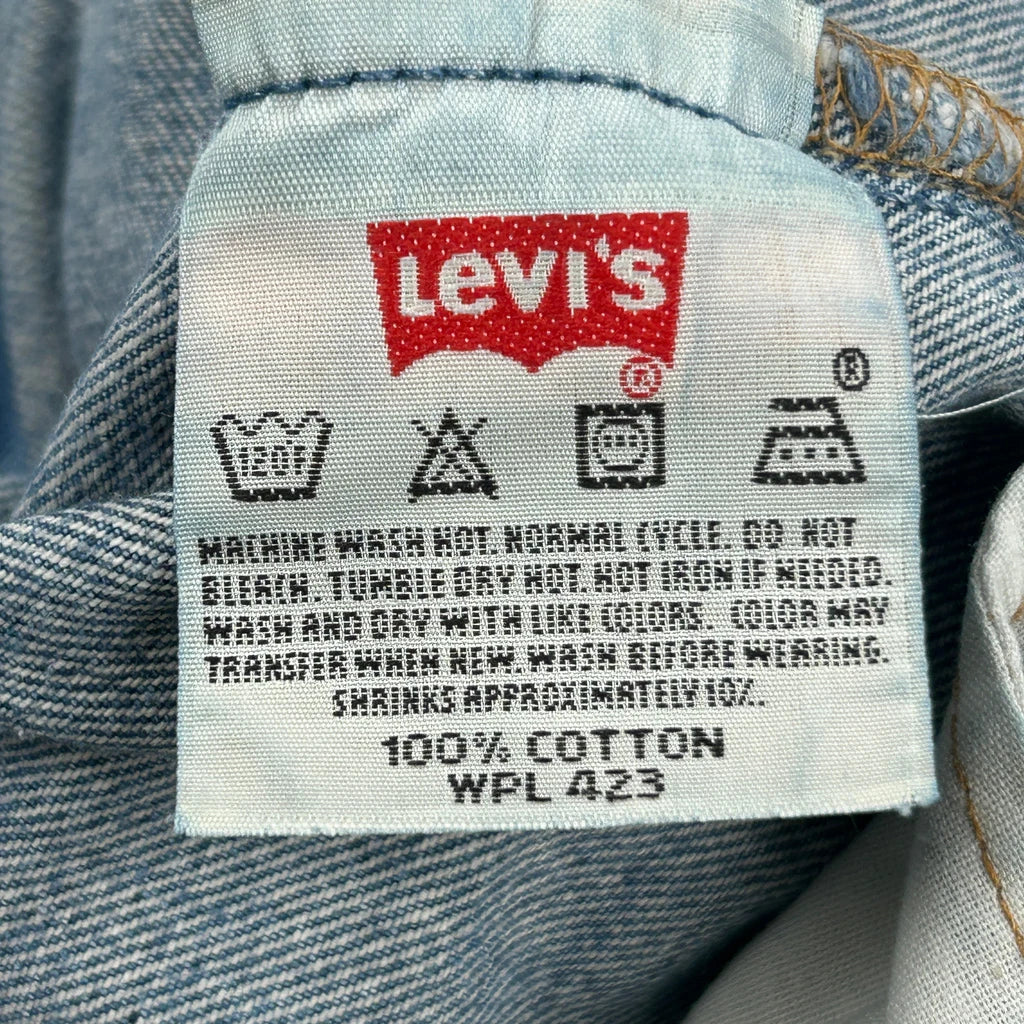 LEVI'S
®
®
120F
MACHINE WASH HOT. NORMAL CYCLE. DO NOT
BLEACH. TUMBLE DRY HOT. HOT IRON IF NEEDED.
WASH AND DRY WITH LIKE COLORS. COLOR MAY
TRANSFER WHEN NEW. WASH BEFORE WEARING.
SHRINKS APPROXIMATELY 10%.
100% COTTON
WPL 423